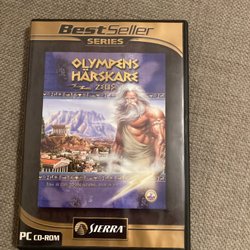 BestSeller
SERIES
OLYMPENS
HÄRSKARE
ZEUS
PC CD-ROM
SIERRA